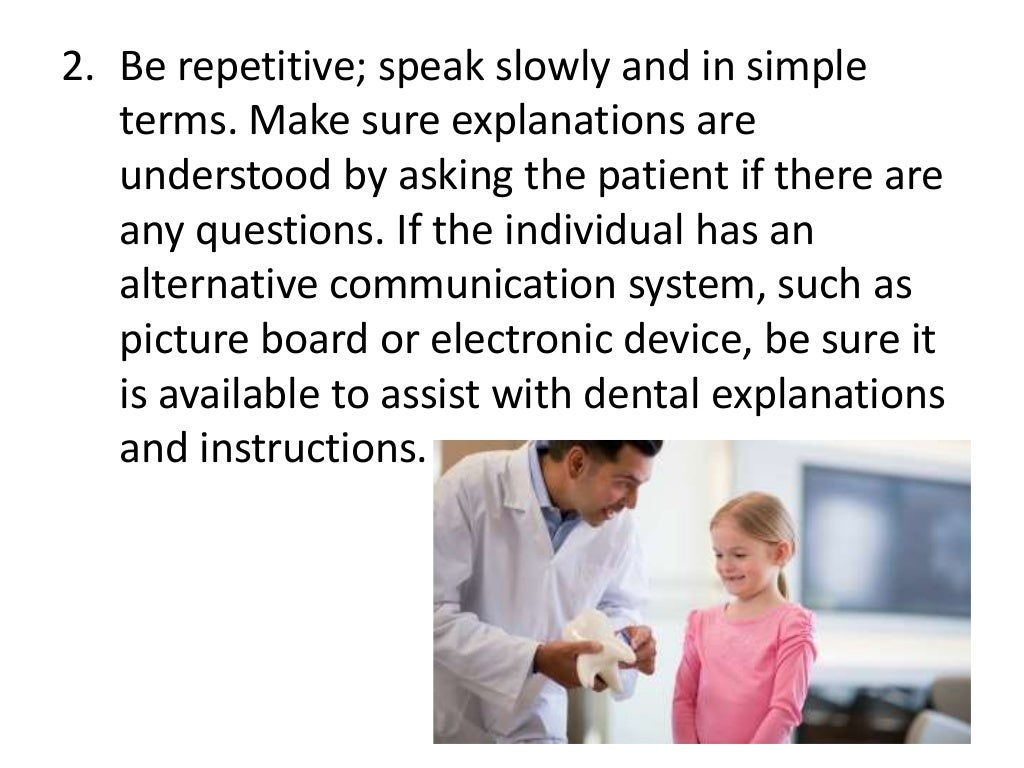 2. Be repetitive; speak slowly and in simple
terms. Make sure explanations are
understood by asking the patient if there are
any questions. If the individual has an
alternative communication system, such as
picture board or electronic device, be sure it
is available to assist with dental explanations
and instructions.